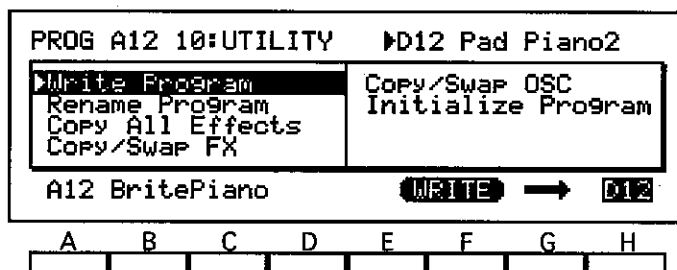 PROG A12 10:UTILITY ▶D12 Pad Piano2
▶Write Program
Rename Program
Copy All Effects
Copy/Swap FX
Copy/Swap OSC
Initialize Program
A12 BritePiano WRITE → D12
A B C D E F G H